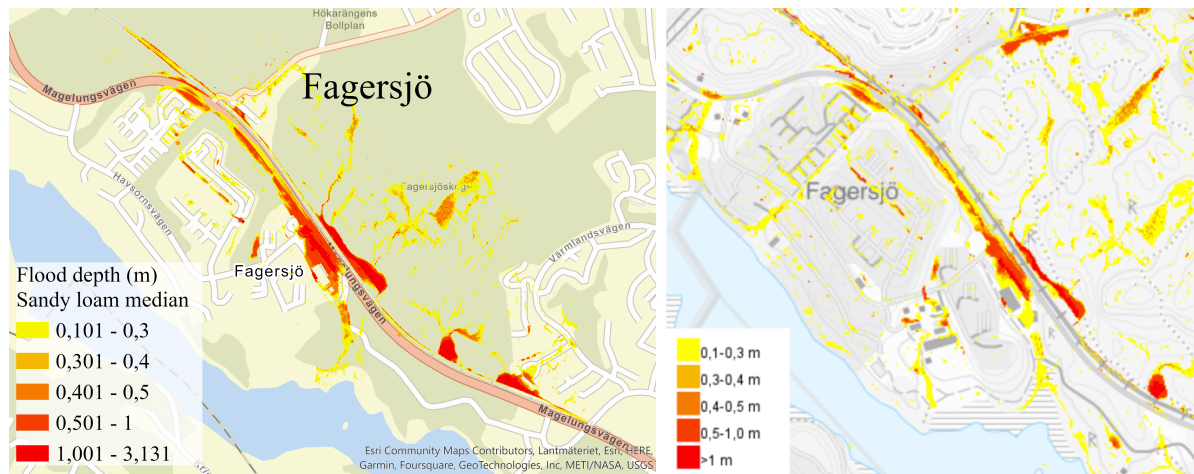 Hökarängens
Bollplan
Magelungsvägen
Fagersjö
Havsörnsvägen
Fagersjöskogen
Värmlandsvägen
Fagersjö
Magelungsvägen
Magelungsvägen
Flood depth (m)
Sandy loam median
0,101 - 0,3
0,301 - 0,4
0,401 - 0,5
0,501 - 1
1,001 - 3,131
Esri Community Maps Contributors, Lantmäteriet, Esri, HERE,
Garmin, Foursquare, GeoTechnologies, Inc, METI/NASA, USGS
Fagersjö
R
R
R
R
0,1-0,3 m
0,3-0,4 m
0,4-0,5 m
0,5-1,0 m
>1 m